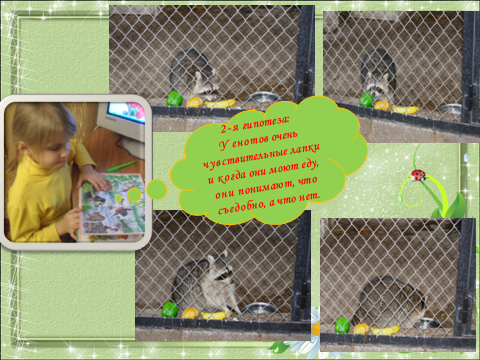 2-я гипотеза:
У енотов очень
чувствительные лапки
и когда они моют еду,
они понимают, что
съедобно, а что нет.